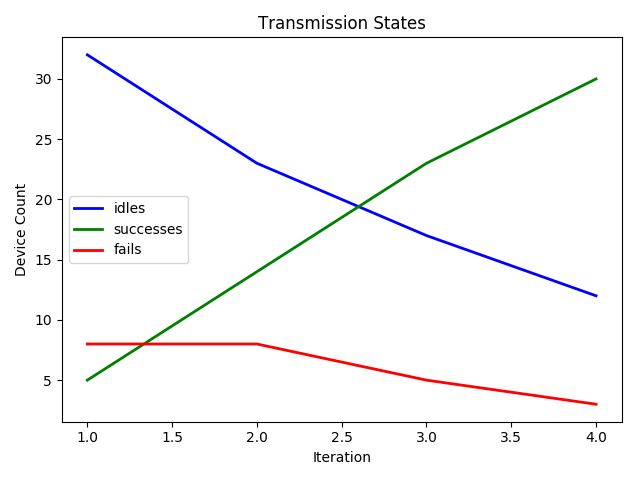 Transmission States
30
25
20
15
10
5
Device Count
idles
successes
fails
1.0 1.5 2.0 2.5 3.0 3.5 4.0
Iteration